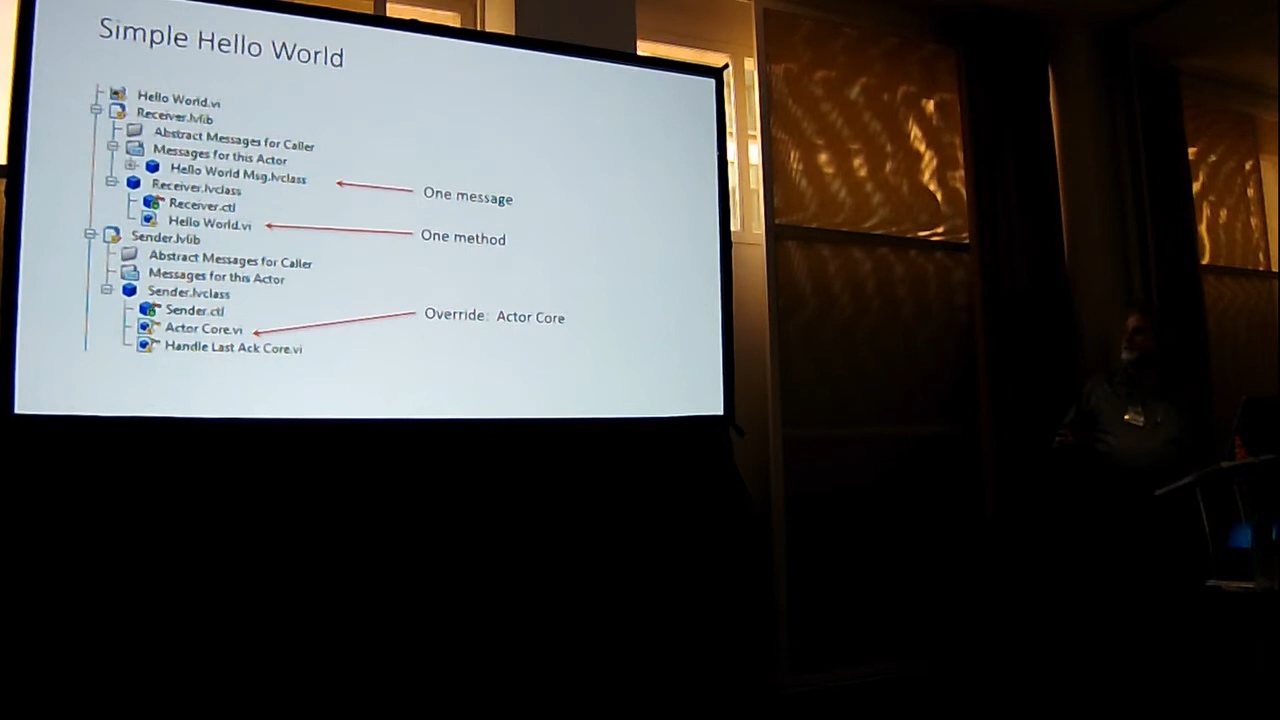 Simple Hello World
Hello World.vi
Receiver.lvlib
Abstract Messages for Caller
Messages for this Actor
Hello World Msg.lvclass
One message
Receiver.lvclass
Receiver.ctl
Hello World.vi
One method
Sender.lvlib
Abstract Messages for Caller
Messages for this Actor
Sender.lvclass
Sender.ctl
Override: Actor Core
Actor Core.vi
Handle Last Ack Core.vi